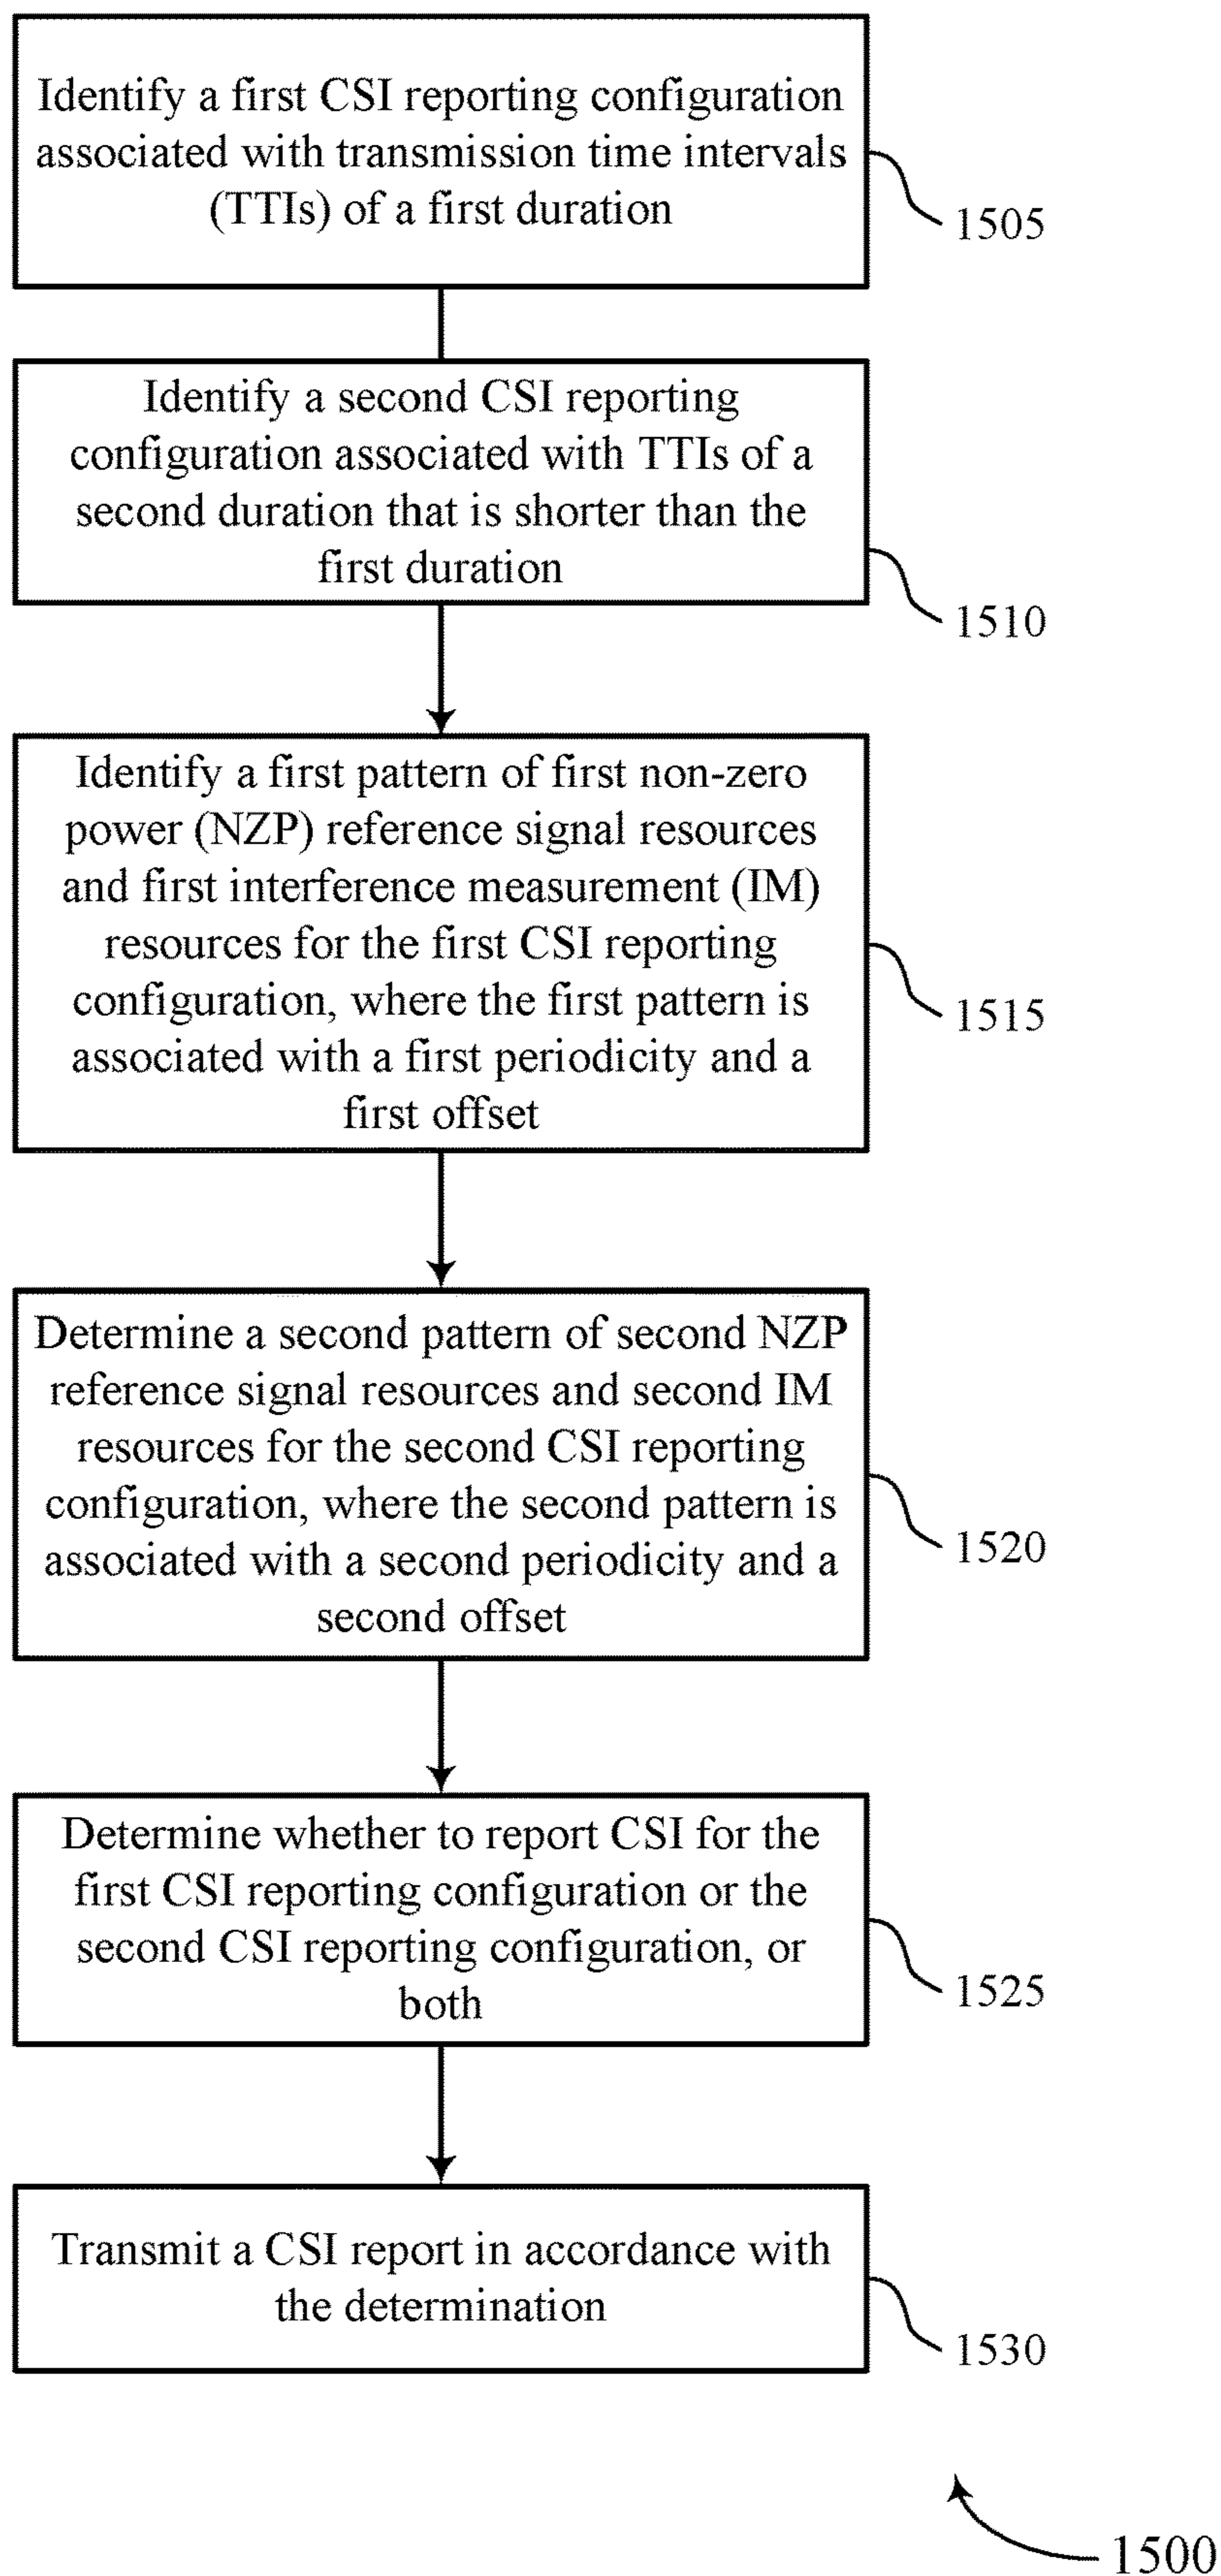 Identify a first CSI reporting configuration
associated with transmission time intervals
(TTIs) of a first duration
1505
Identify a second CSI reporting
configuration associated with TTIs of a
second duration that is shorter than the
first duration
1510
Identify a first pattern of first non-zero
power (NZP) reference signal resources
and first interference measurement (IM)
resources for the first CSI reporting
configuration, where the first pattern is
associated with a first periodicity and a
first offset
1515
Determine a second pattern of second NZP
reference signal resources and second IM
resources for the second CSI reporting
configuration, where the second pattern is
associated with a second periodicity and a
second offset
1520
Determine whether to report CSI for the
first CSI reporting configuration or the
second CSI reporting configuration, or
both
1525
Transmit a CSI report in accordance with
the determination
1530
1500